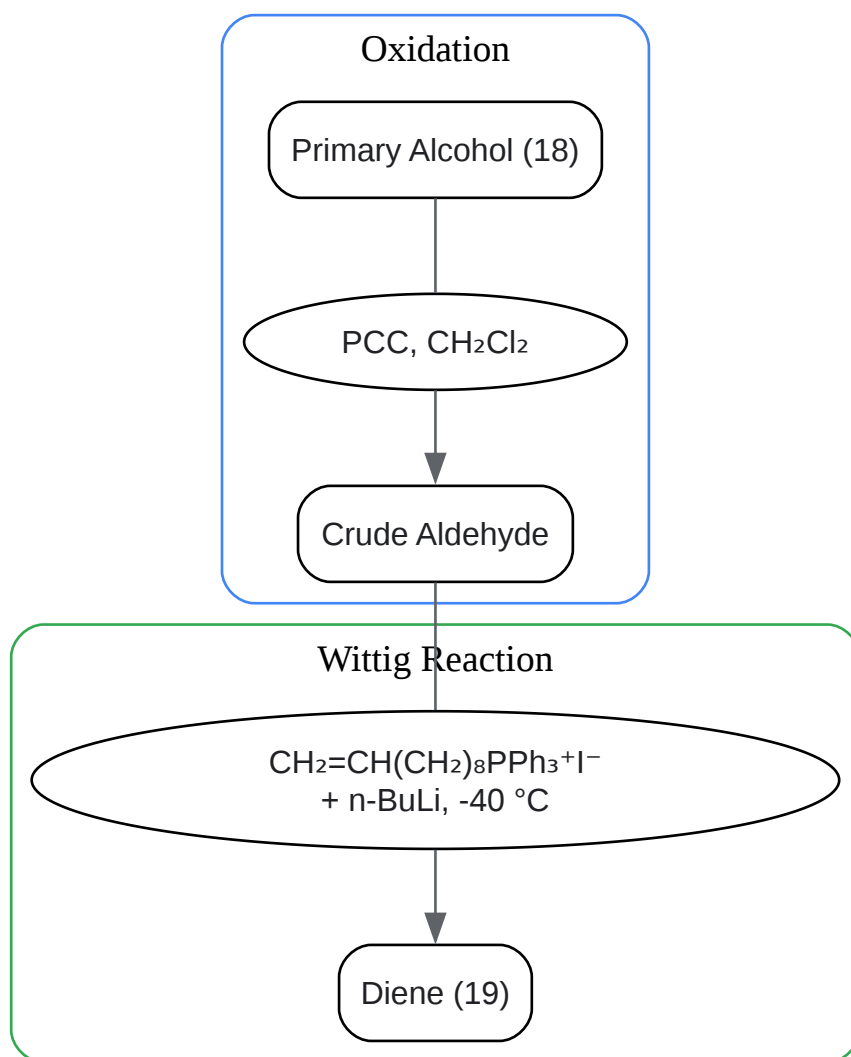 Oxidation
Primary Alcohol (18)
PCC, CH₂Cl₂
Crude Aldehyde
Wittig Reaction
CH₂=CH(CH₂)₈PPh₃⁺I⁻
+ n-BuLi, -40 °C
Diene (19)